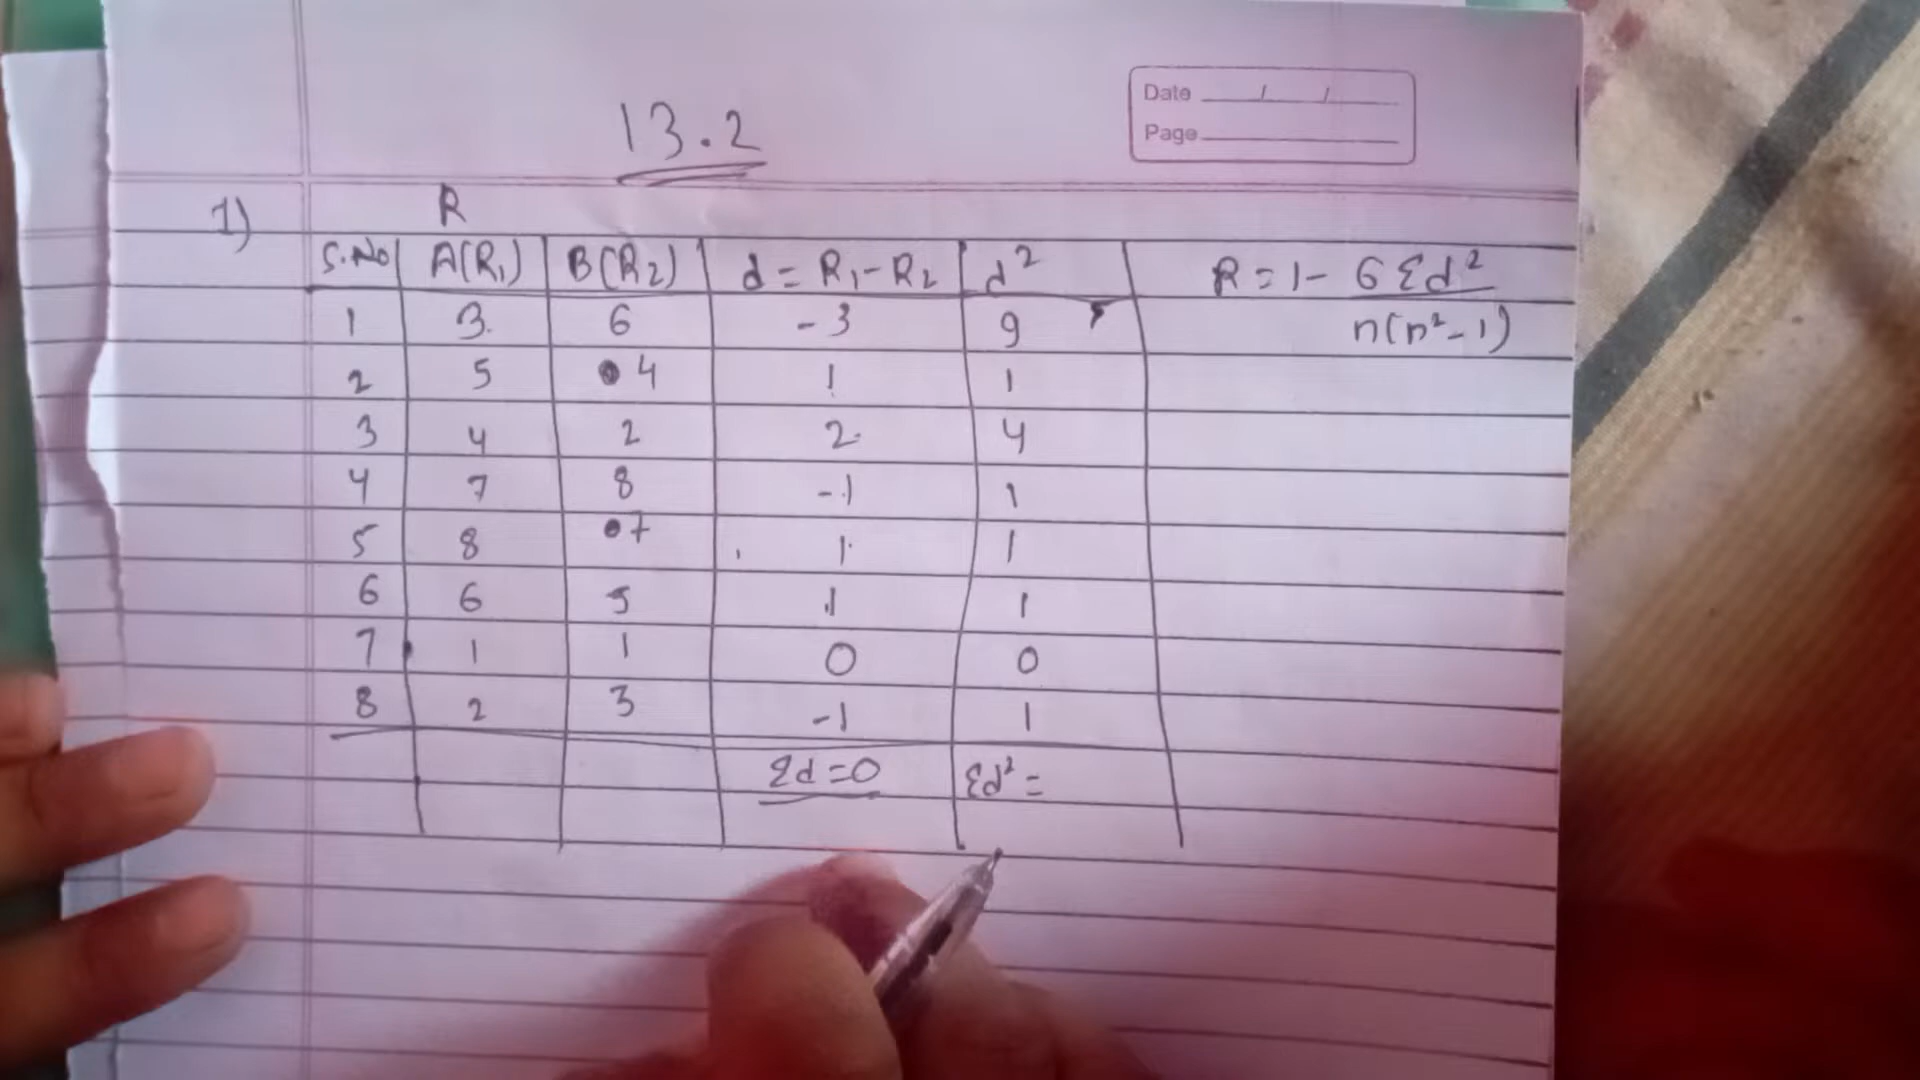 Date / /
Page
13.2
1) R
S.No A(R₁) B(R₂) d = R₁-R₂ d² R = 1 - 6 Σd²
n(n²-1)
1 3 6 -3 9
2 5 4 1 1
3 4 2 2 4
4 7 8 -1 1
5 8 7 1 1
6 6 5 1 1
7 1 1 0 0
8 2 3 -1 1
Σd=0 Σd²=